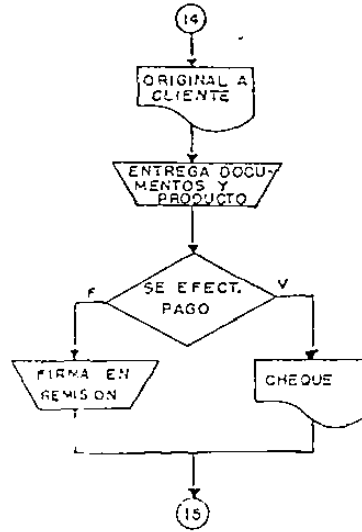 14
ORIGINAL A
CLIENTE
ENTREGA DOCU-
MENTOS Y
PRODUCTO
SE EFECT.
PAGO
F
V
FIRMA EN
REMISION
CHEQUE
15